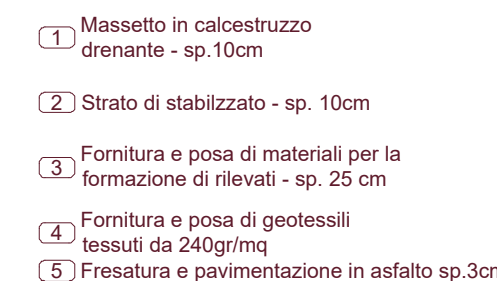 1 Massetto in calcestruzzo
drenante - sp.10cm
2 Strato di stabilzzato - sp. 10cm
3 Fornitura e posa di materiali per la
formazione di rilevati - sp. 25 cm
4 Fornitura e posa di geotessili
tessuti da 240gr/mq
5 Fresatura e pavimentazione in asfalto sp.3cm